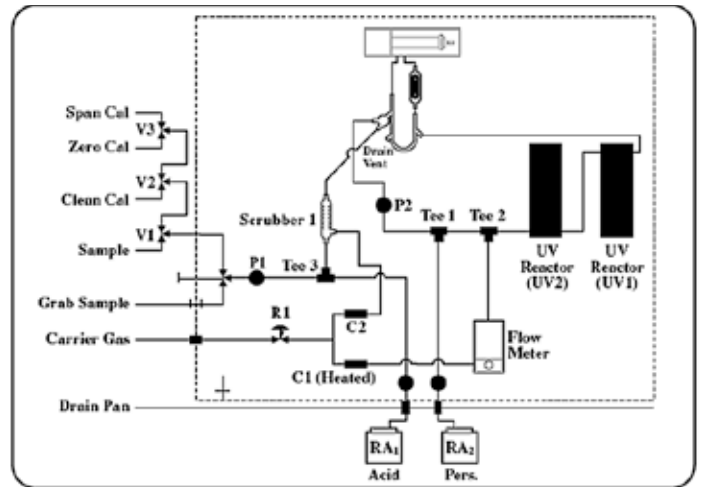 Span Cal
V3
Zero Cal
V2
Clean Cal
V1
Sample
Grab Sample
Carrier Gas
Drain Pan
Drain
Vent
Scrubber 1
P2
Tee 1
Tee 2
P1
Tee 3
UV
Reactor
(UV2)
UV
Reactor
(UV1)
R1
C2
Flow
Meter
C1 (Heated)
RA1
Acid
RA2
Pers.